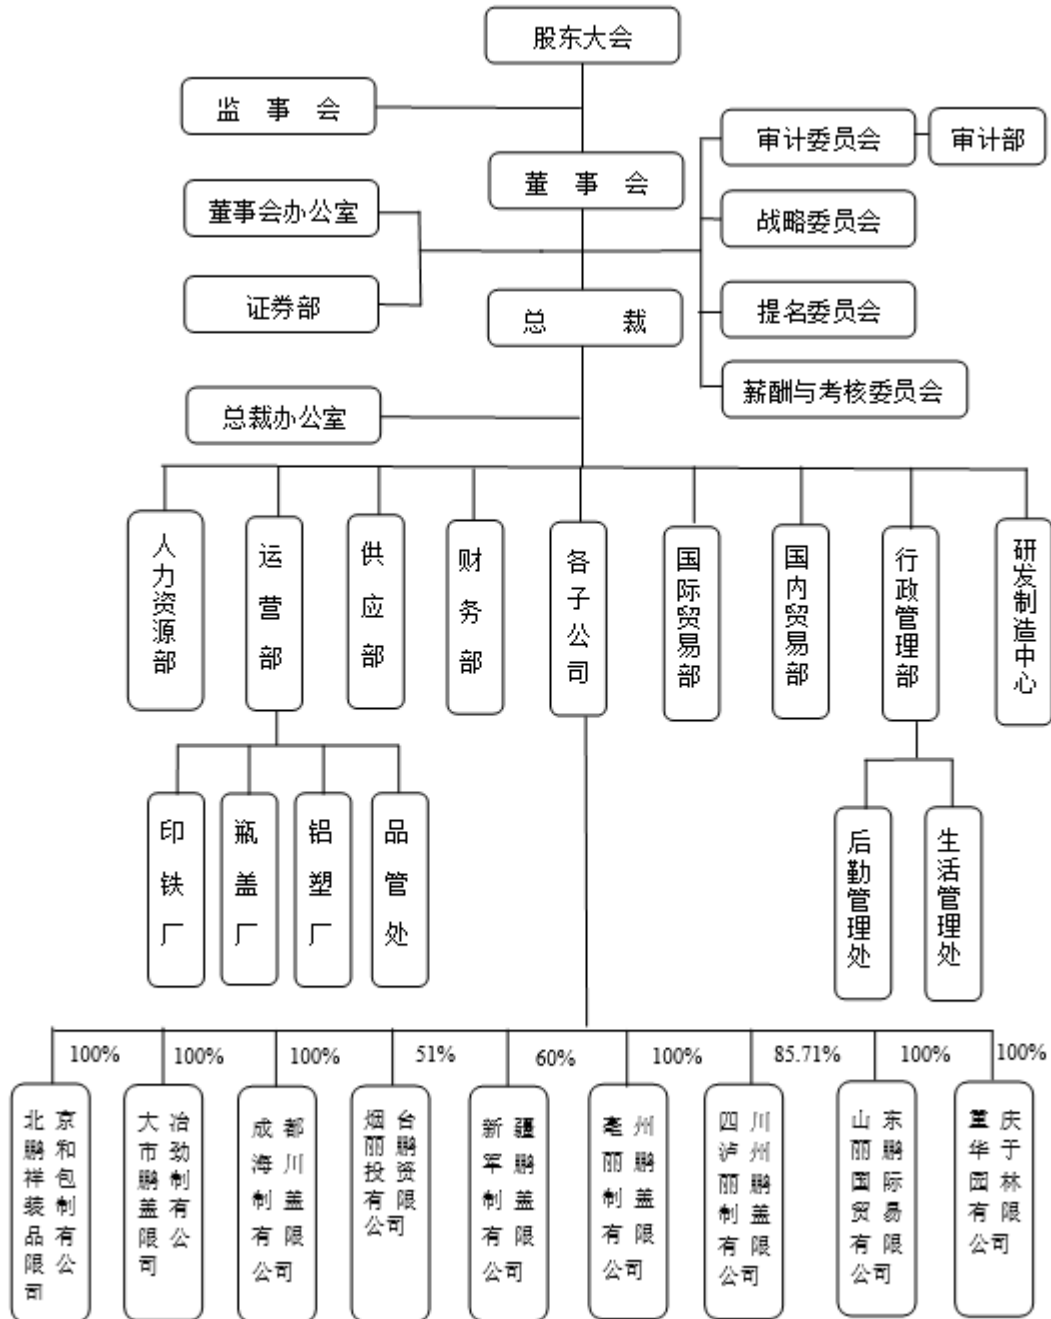 股东大会
监 事 会
审计委员会
审计部
董 事 会
董事会办公室
战略委员会
证券部
总 裁
提名委员会
薪酬与考核委员会
总裁办公室
人力资源部
运营部
供应部
财务部
各子公司
国际贸易部
国内贸易部
行政管理部
研发制造中心
印铁厂
瓶盖厂
铝塑厂
品管处
后勤管理处
生活管理处
100%
100%
100%
51%
60%
100%
85.71%
100%
100%
北京鹏和祥包装制品有限公司
大冶市劲鹏制盖有限公司
成都海川制盖有限公司
烟台丽鹏投资有限公司
新疆军鹏制盖有限公司
亳州丽鹏制盖有限公司
四川泸州丽鹏制盖有限公司
山东丽鹏国际贸易有限公司
重庆华于园林有限公司